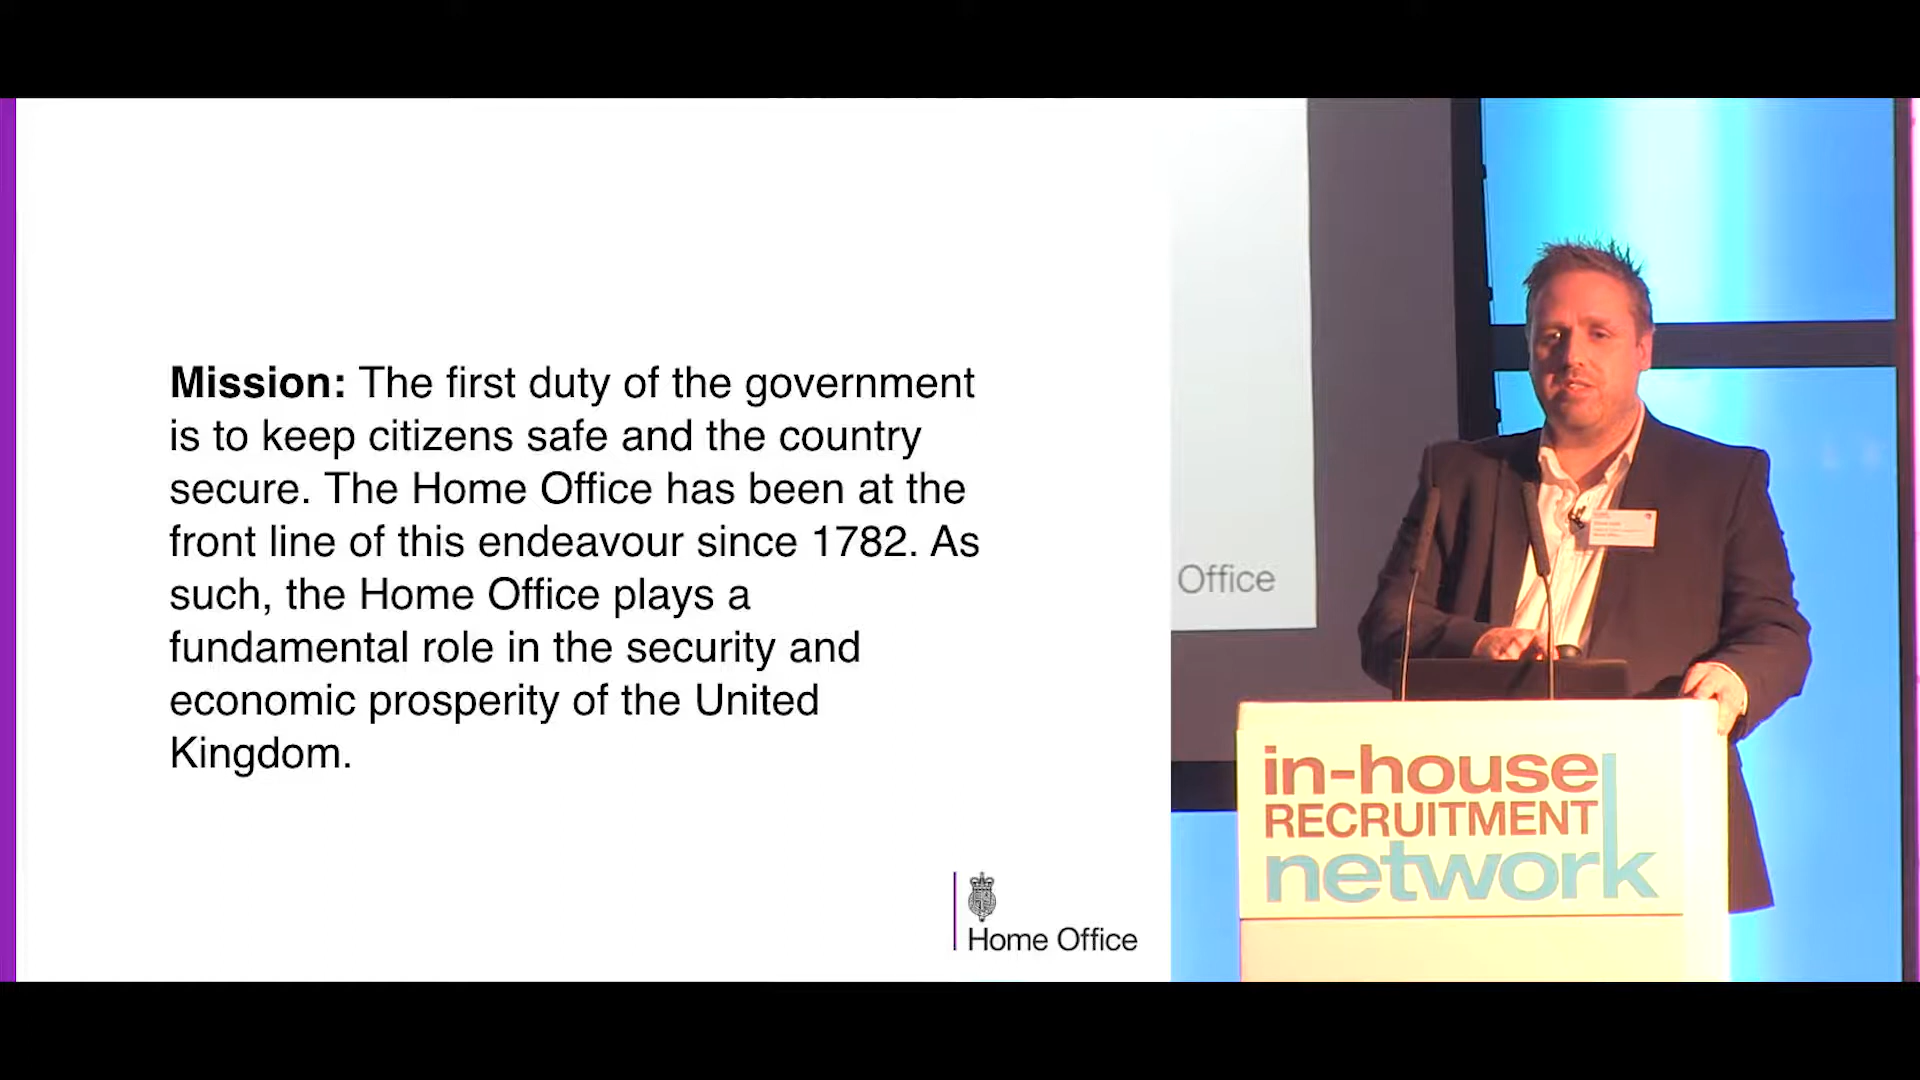 Mission: The first duty of the government
is to keep citizens safe and the country
secure. The Home Office has been at the
front line of this endeavour since 1782. As
such, the Home Office plays a
fundamental role in the security and
economic prosperity of the United
Kingdom.
Home Office
Office
in-house
RECRUITMENT
network